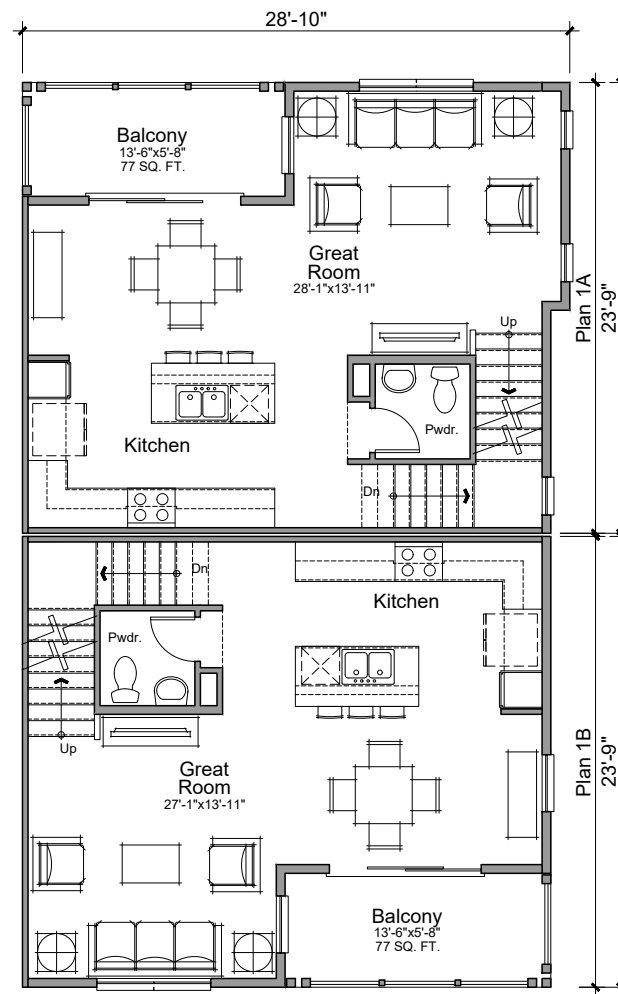 28'-10"
Balcony
13'-6"x5'-8"
77 SQ. FT.
Great
Room
28'-1"x13'-11"
Plan 1A
23'-9"
Up
Pwdr.
Kitchen
Dn
Dn
Kitchen
Pwdr.
Up
Great
Room
27'-1"x13'-11"
Plan 1B
23'-9"
Balcony
13'-6"x5'-8"
77 SQ. FT.